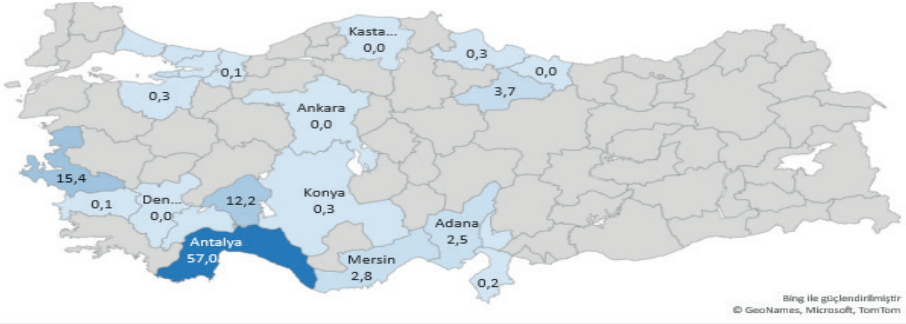 Kasta...
0,0
0,3
0,0
0,1
3,7
0,3
Ankara
0,0
15,4
12,2
Konya
0,3
0,1
Den...
0,0
Adana
2,5
Antalya
57,0
Mersin
2,8
0,2
Bing ile güçlendirilmiştir
© GeoNames, Microsoft, TomTom